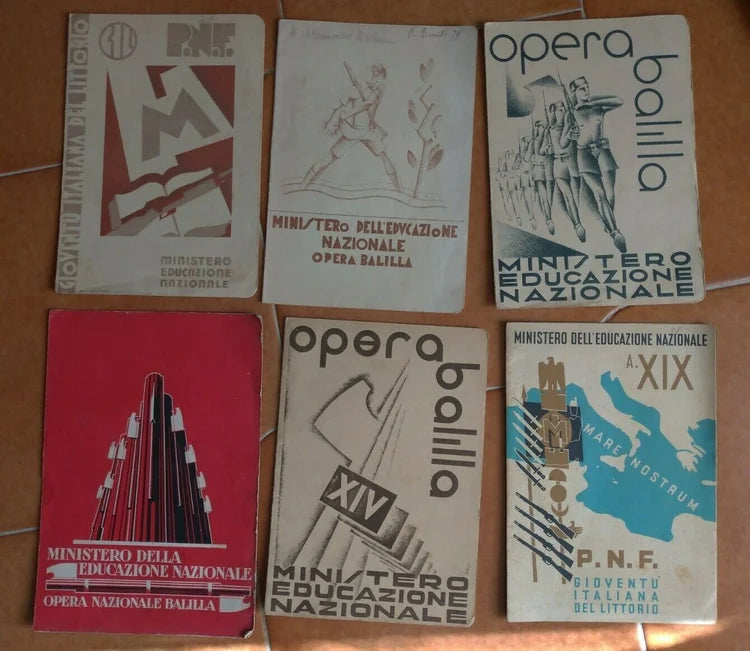 GIOVENTÙ ITALIANA DEL LITTORIO
GIL
P.N.F.
M
MINISTERO
EDUCAZIONE
NAZIONALE
MINISTERO DELL'EDUCAZIONE
NAZIONALE
OPERA BALILLA
opera
balilla
MINISTERO
EDUCAZIONE
NAZIONALE
MINISTERO DELLA
EDUCAZIONE NAZIONALE
OPERA NAZIONALE BALILLA
opera
balilla
XIV
MINISTERO
EDUCAZIONE
NAZIONALE
MINISTERO DELL'EDUCAZIONE NAZIONALE
A. XIX
MARE NOSTRUM
P. N. F.
GIOVENTÙ
ITALIANA
DEL LITTORIO